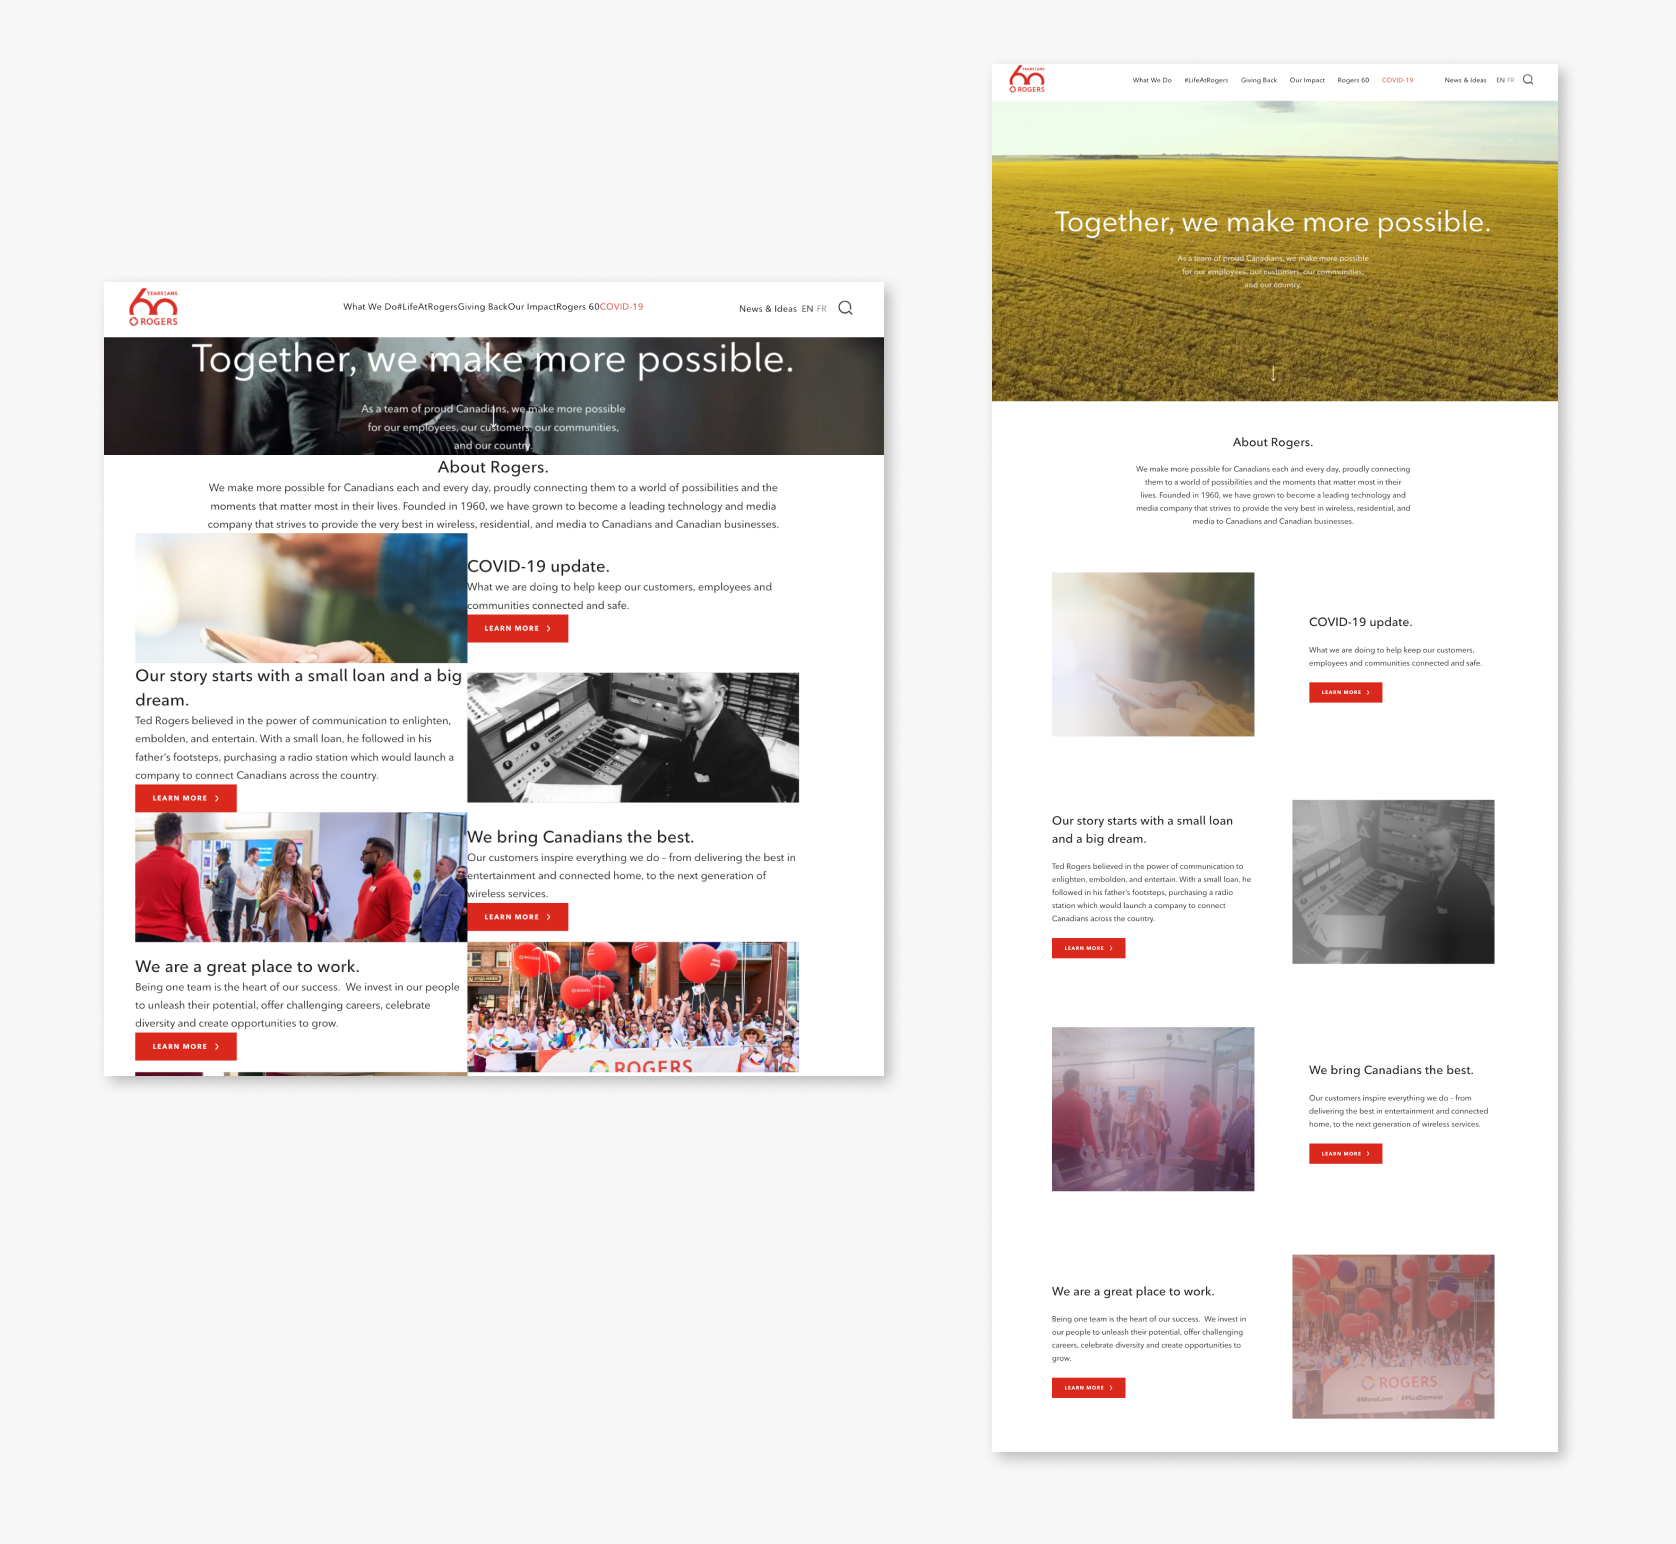 YEARS|ANS
60
ROGERS
What We Do#LifeAtRogersGiving BackOur ImpactRogers 60COVID-19
News & Ideas EN FR
Together, we make more possible.
As a team of proud Canadians, we make more possible
for our employees, our customers, our communities,
and our country.
About Rogers.
We make more possible for Canadians each and every day, proudly connecting them to a world of possibilities and the
moments that matter most in their lives. Founded in 1960, we have grown to become a leading technology and media
company that strives to provide the very best in wireless, residential, and media to Canadians and Canadian businesses.
COVID-19 update.
What we are doing to help keep our customers, employees and
communities connected and safe.
LEARN MORE
Our story starts with a small loan and a big
dream.
Ted Rogers believed in the power of communication to enlighten,
embolden, and entertain. With a small loan, he followed in his
father's footsteps, purchasing a radio station which would launch a
company to connect Canadians across the country.
LEARN MORE
We bring Canadians the best.
Our customers inspire everything we do – from delivering the best in
entertainment and connected home, to the next generation of
wireless services.
LEARN MORE
We are a great place to work.
Being one team is the heart of our success. We invest in our people
to unleash their potential, offer challenging careers, celebrate
diversity and create opportunities to grow.
LEARN MORE
ROGERS
YEARS|ANS
60
ROGERS
What We Do #LifeAtRogers Giving Back Our Impact Rogers 60 COVID-19 News & Ideas EN FR
Together, we make more possible.
As a team of proud Canadians, we make more possible
for our employees, our customers, our communities,
and our country.
About Rogers.
We make more possible for Canadians each and every day, proudly connecting
them to a world of possibilities and the moments that matter most in their
lives. Founded in 1960, we have grown to become a leading technology and
media company that strives to provide the very best in wireless, residential, and
media to Canadians and Canadian businesses.
COVID-19 update.
What we are doing to help keep our customers,
employees and communities connected and safe.
LEARN MORE
Our story starts with a small loan
and a big dream.
Ted Rogers believed in the power of communication to
enlighten, embolden, and entertain. With a small loan, he
followed in his father's footsteps, purchasing a radio
station which would launch a company to connect
Canadians across the country.
LEARN MORE
We bring Canadians the best.
Our customers inspire everything we do – from
delivering the best in entertainment and connected
home, to the next generation of wireless services.
LEARN MORE
We are a great place to work.
Being one team is the heart of our success. We invest in
our people to unleash their potential, offer challenging
careers, celebrate diversity and create opportunities to
grow.
LEARN MORE
ROGERS
#MoreLove #PlusDamour